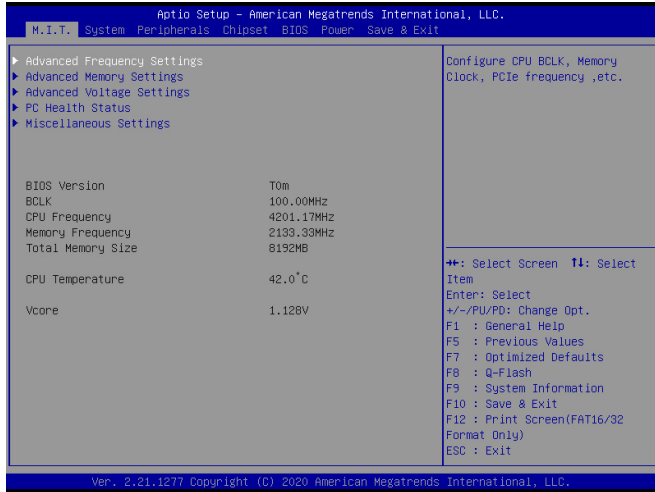 Aptio Setup - American Megatrends International, LLC.
M.I.T. System Peripherals Chipset BIOS Power Save & Exit
Advanced Frequency Settings
Advanced Memory Settings
Advanced Voltage Settings
PC Health Status
Miscellaneous Settings
BIOS Version T0m
BCLK 100.00MHz
CPU Frequency 4201.17MHz
Memory Frequency 2133.33MHz
Total Memory Size 8192MB
CPU Temperature 42.0°C
Vcore 1.128V
Configure CPU BCLK, Memory
Clock, PCIe frequency ,etc.
→←: Select Screen ↑↓: Select
Item
Enter: Select
+/-/PU/PD: Change Opt.
F1 : General Help
F5 : Previous Values
F7 : Optimized Defaults
F8 : Q-Flash
F9 : System Information
F10 : Save & Exit
F12 : Print Screen(FAT16/32
Format Only)
ESC : Exit
Ver. 2.21.1277 Copyright (C) 2020 American Megatrends International, LLC.